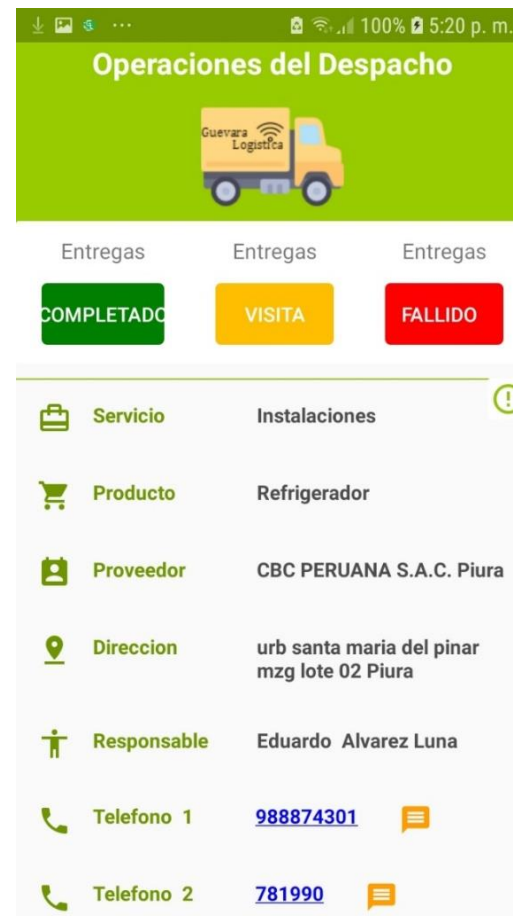 100% 5:20 p. m.
Operaciones del Despacho
Guevara
Logistica
Entregas Entregas Entregas
COMPLETADO VISITA FALLIDO
Servicio Instalaciones
Producto Refrigerador
Proveedor CBC PERUANA S.A.C. Piura
Direccion urb santa maria del pinar
mzg lote 02 Piura
Responsable Eduardo Alvarez Luna
Telefono 1 988874301
Telefono 2 781990